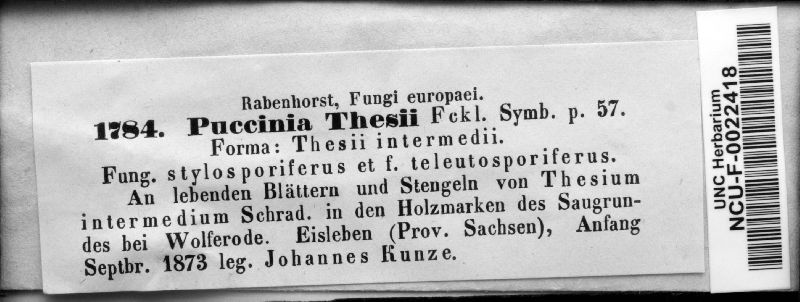 Rabenhorst, Fungi europaei.
1784. Puccinia Thesii Fckl. Symb. p. 57.
Forma: Thesii intermedii.
Fung. stylosporiferus et f. teleutosporiferus.
An lebenden Blättern und Stengeln von Thesium
intermedium Schrad. in den Holzmarken des Saugrun-
des bei Wolferode. Eisleben (Prov. Sachsen), Anfang
Septbr. 1873 leg. Johannes Kunze.
UNC Herbarium
NCU-F-0022418